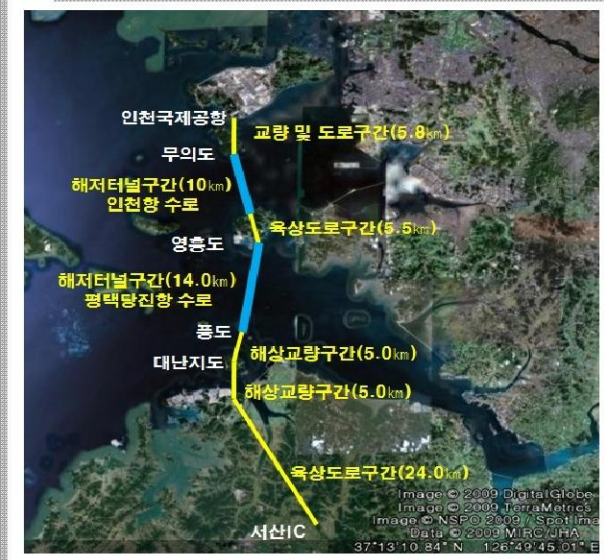 인천국제공항
교량 및 도로구간(5.8㎞)
무의도
해저터널구간(10㎞)
인천항 수로
육상도로구간(5.5㎞)
영흥도
해저터널구간(14.0㎞)
평택당진항 수로
풍도
해상교량구간(5.0㎞)
대난지도
해상교량구간(5.0㎞)
육상도로구간(24.0㎞)
서산IC
Image © 2009 DigitalGlobe
Image © 2009 TerraMetrics
Image © NSPO 2009 / Spot Ima
Data © 2009 MIRC/JHA
37°13'10.84" N 126°49'45.01" E